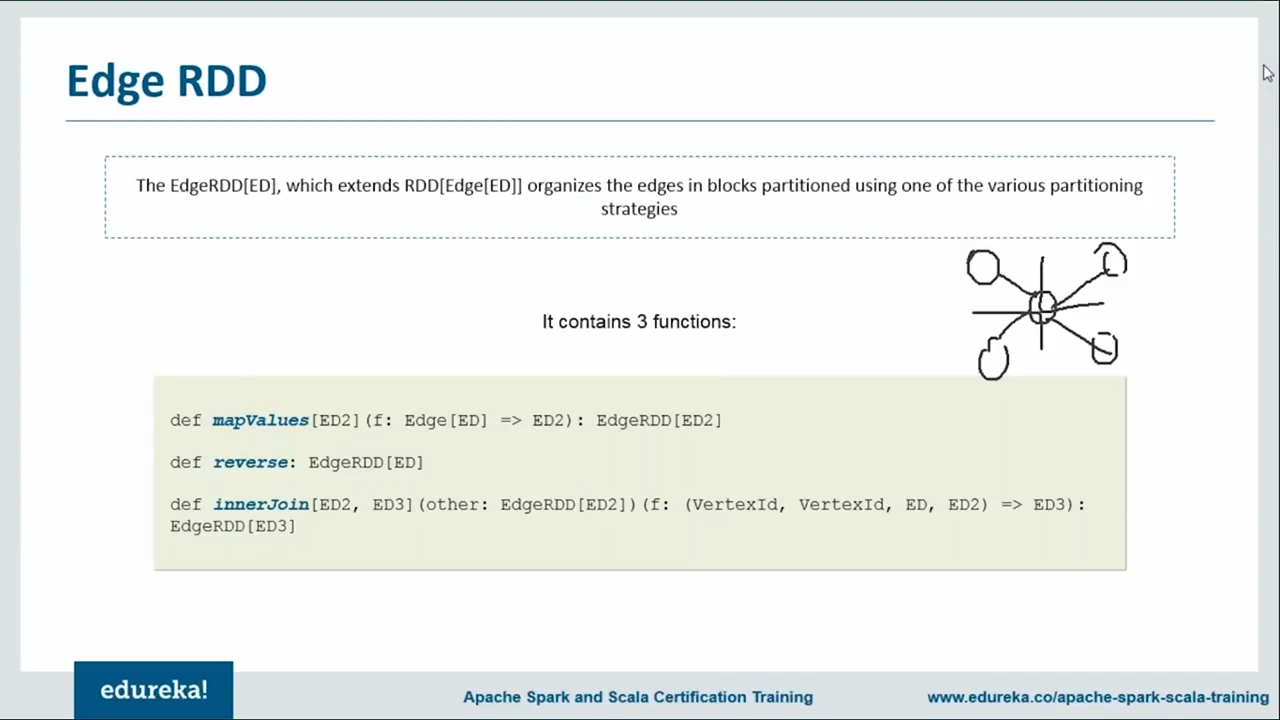 Edge RDD
The EdgeRDD[ED], which extends RDD[Edge[ED]] organizes the edges in blocks partitioned using one of the various partitioning
strategies
It contains 3 functions:
def mapValues[ED2](f: Edge[ED] => ED2): EdgeRDD[ED2]
def reverse: EdgeRDD[ED]
def innerJoin[ED2, ED3](other: EdgeRDD[ED2])(f: (VertexId, VertexId, ED, ED2) => ED3):
EdgeRDD[ED3]
edureka!
Apache Spark and Scala Certification Training
www.edureka.co/apache-spark-scala-training